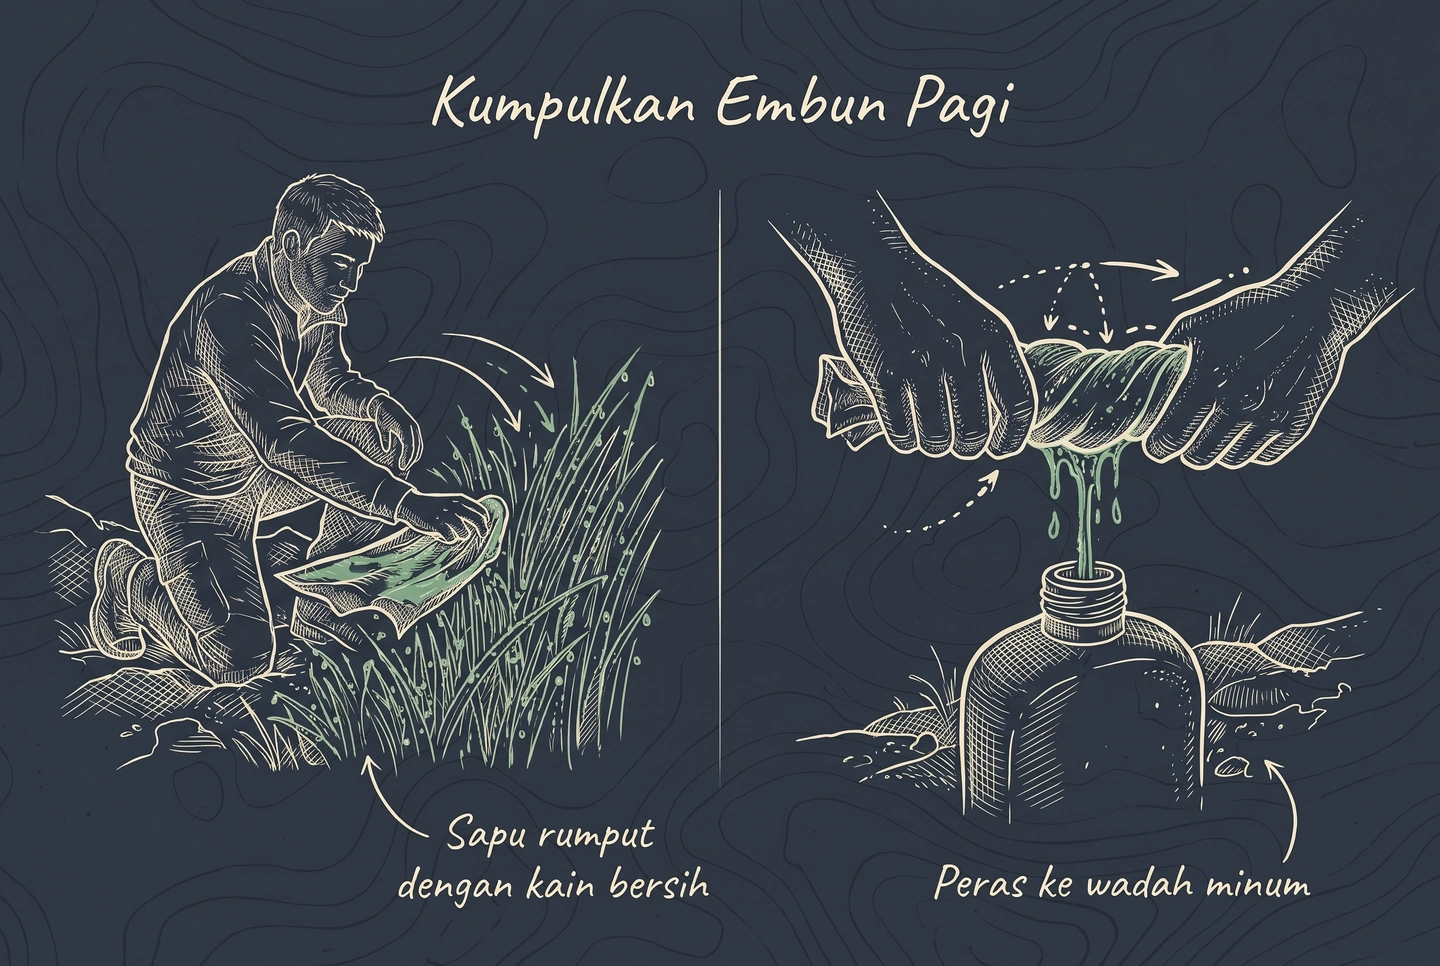 Kumpulkan Embun Pagi
Sapu rumput
dengan kain bersih
Peras ke wadah minum